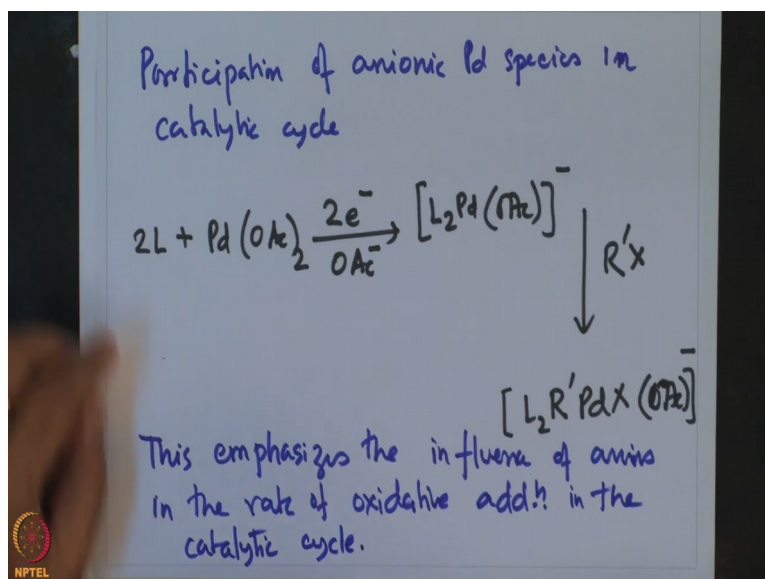 Participation of anionic Pd species in
catalytic cycle
2L + Pd(OAc)₂ 2e⁻ [L₂Pd(OAc)]⁻
OAc⁻
R'X
[L₂R'PdX(OAc)]⁻
This emphasizes the influence of anions
in the rate of oxidative addn. in the
catalytic cycle.
NPTEL